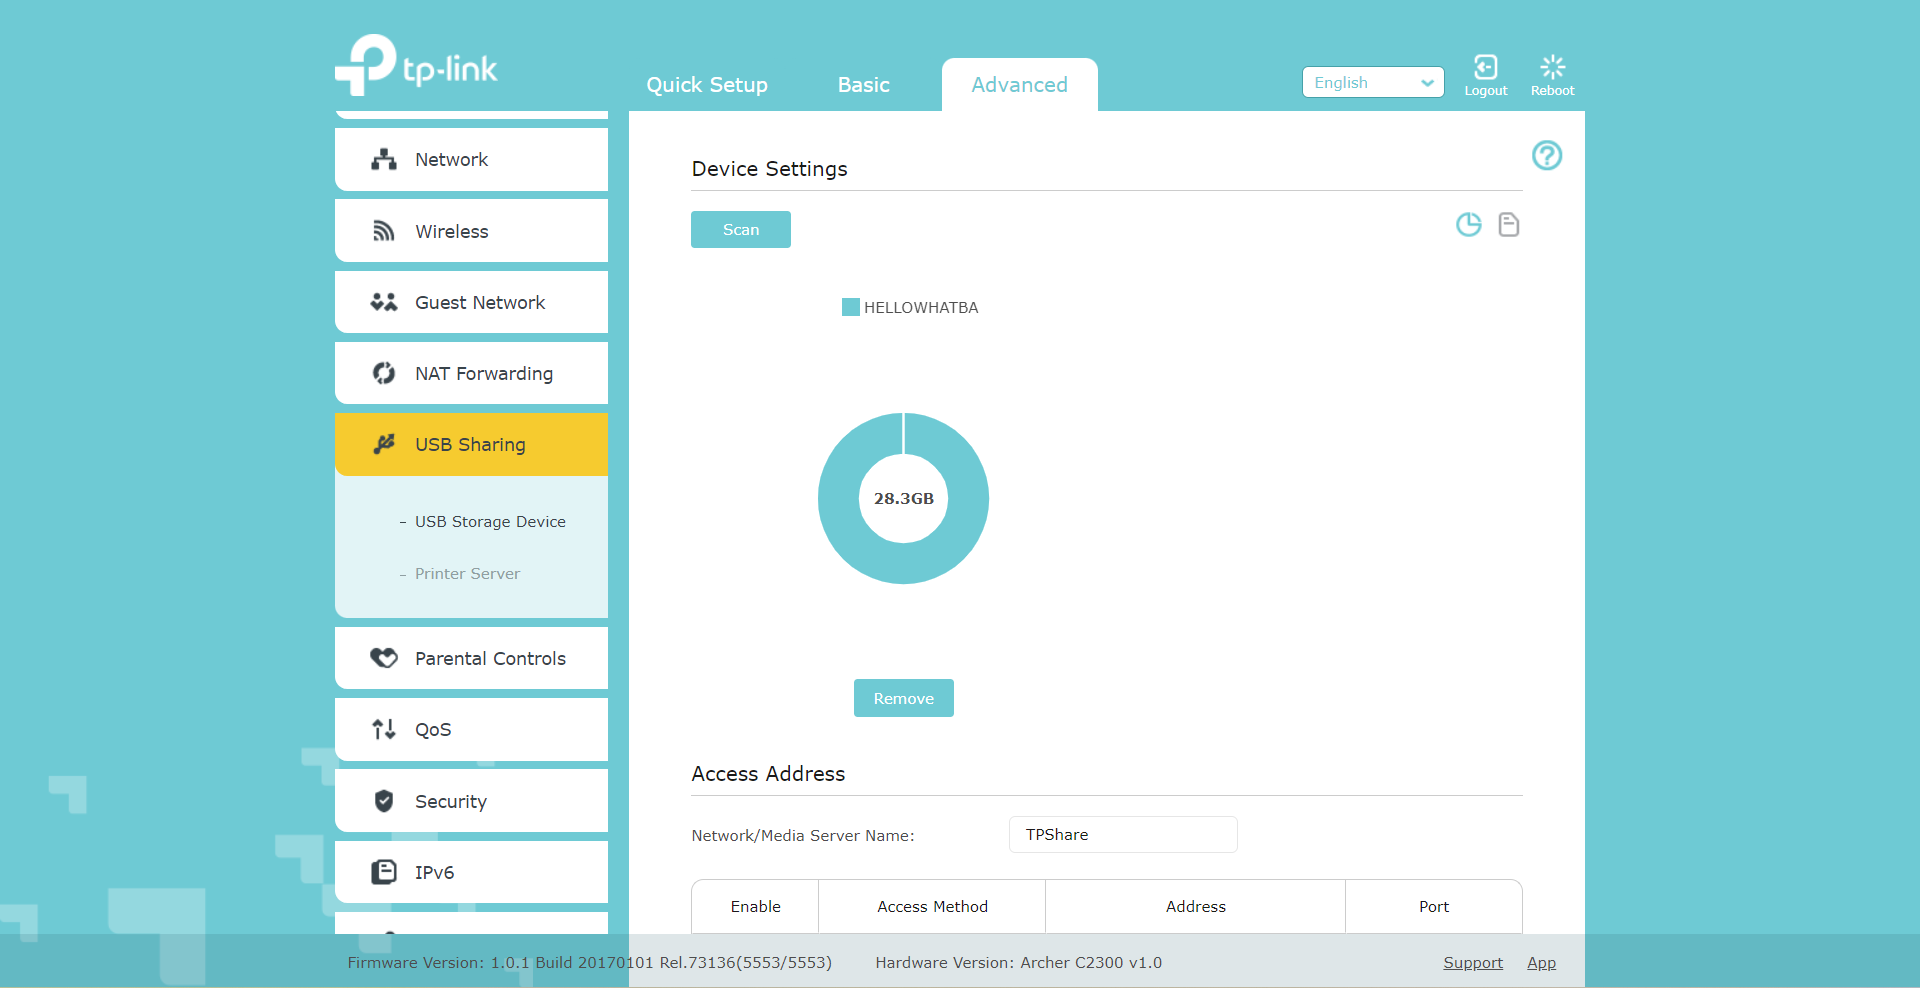 tp-link
Quick Setup Basic Advanced
English
Logout
Reboot
Network
Wireless
Guest Network
NAT Forwarding
USB Sharing
- USB Storage Device
- Printer Server
Parental Controls
QoS
Security
IPv6
Device Settings
Scan
HELLOWHATBA
28.3GB
Remove
Access Address
Network/Media Server Name: TPShare
Enable Access Method Address Port
Firmware Version: 1.0.1 Build 20170101 Rel.73136(5553/5553) Hardware Version: Archer C2300 v1.0 Support App